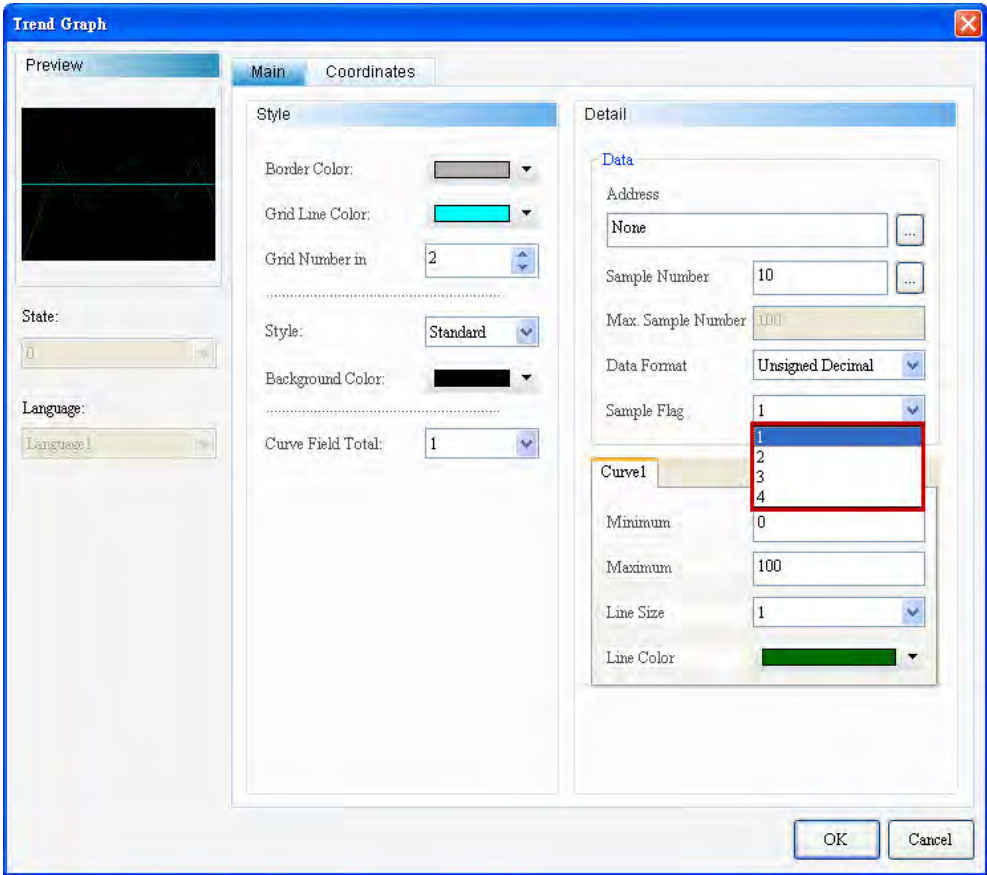 Trend Graph
Preview
State:
0
Language:
Language1
Main Coordinates
Style
Border Color:
Grid Line Color:
Grid Number in 2
Style: Standard
Background Color:
Curve Field Total: 1
Detail
Data
Address
None ...
Sample Number 10 ...
Max. Sample Number 100
Data Format Unsigned Decimal
Sample Flag 1
1
2
3
4
Curve1
Minimum 0
Maximum 100
Line Size 1
Line Color
OK Cancel